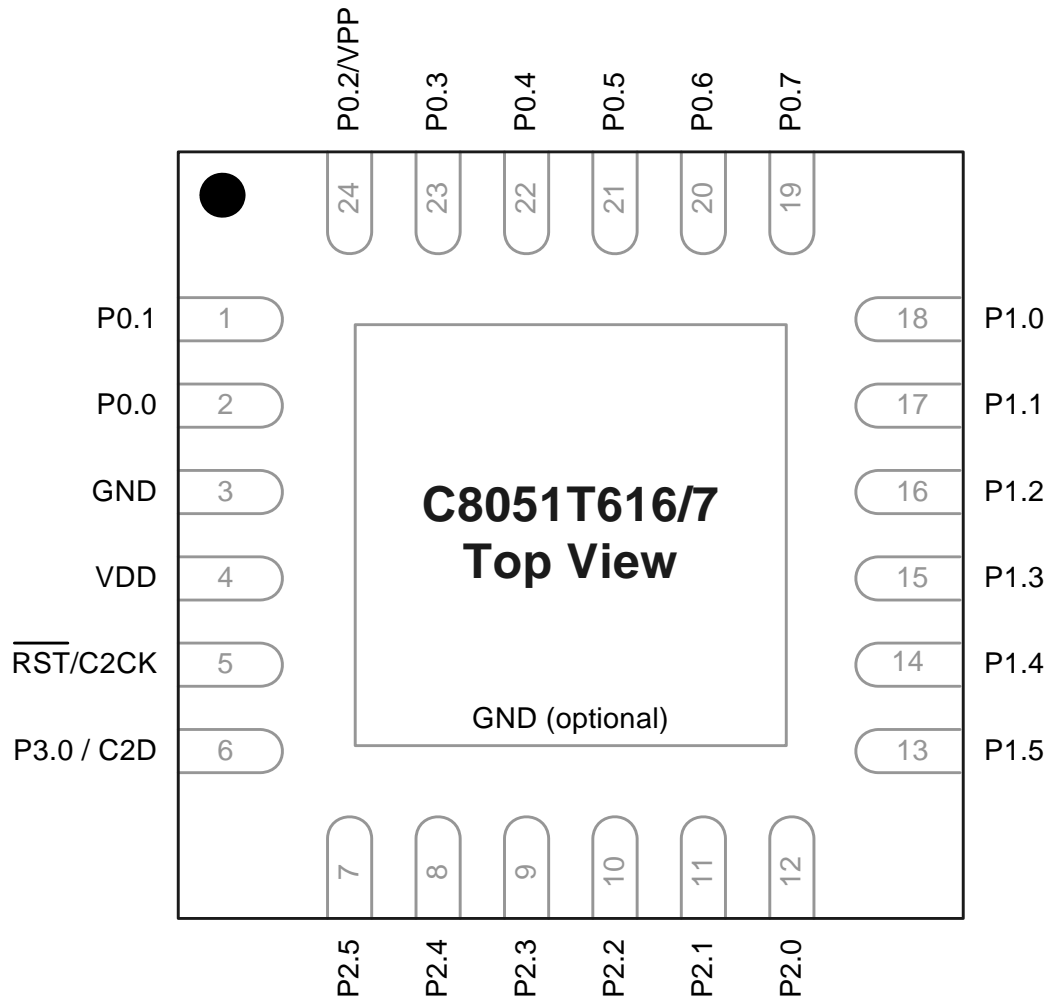 P0.2/VPP
P0.3
P0.4
P0.5
P0.6
P0.7
24
23
22
21
20
19
P0.1 1
18 P1.0
P0.0 2
17 P1.1
GND 3
16 P1.2
VDD 4
15 P1.3
RST/C2CK 5
14 P1.4
P3.0 / C2D 6
13 P1.5
C8051T616/7
Top View
GND (optional)
7
8
9
10
11
12
P2.5
P2.4
P2.3
P2.2
P2.1
P2.0